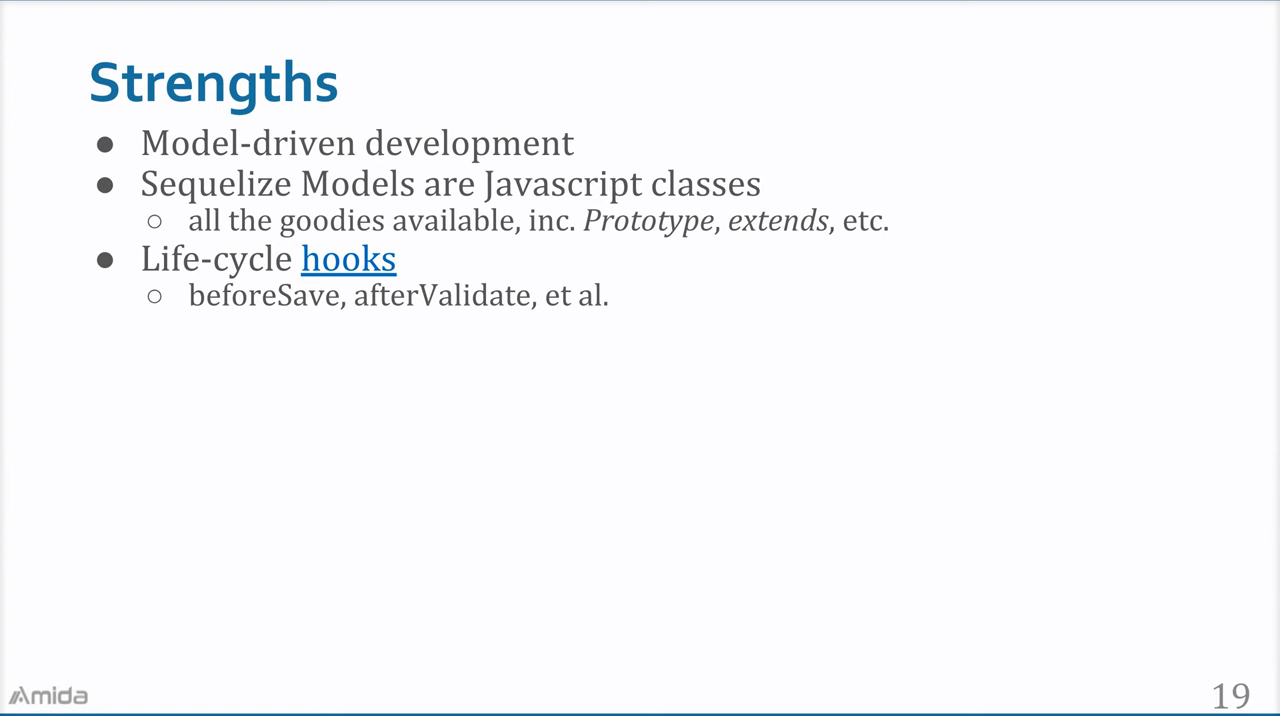 Strengths
● Model-driven development
● Sequelize Models are Javascript classes
○ all the goodies available, inc. Prototype, extends, etc.
● Life-cycle hooks
○ beforeSave, afterValidate, et al.
Amida
19